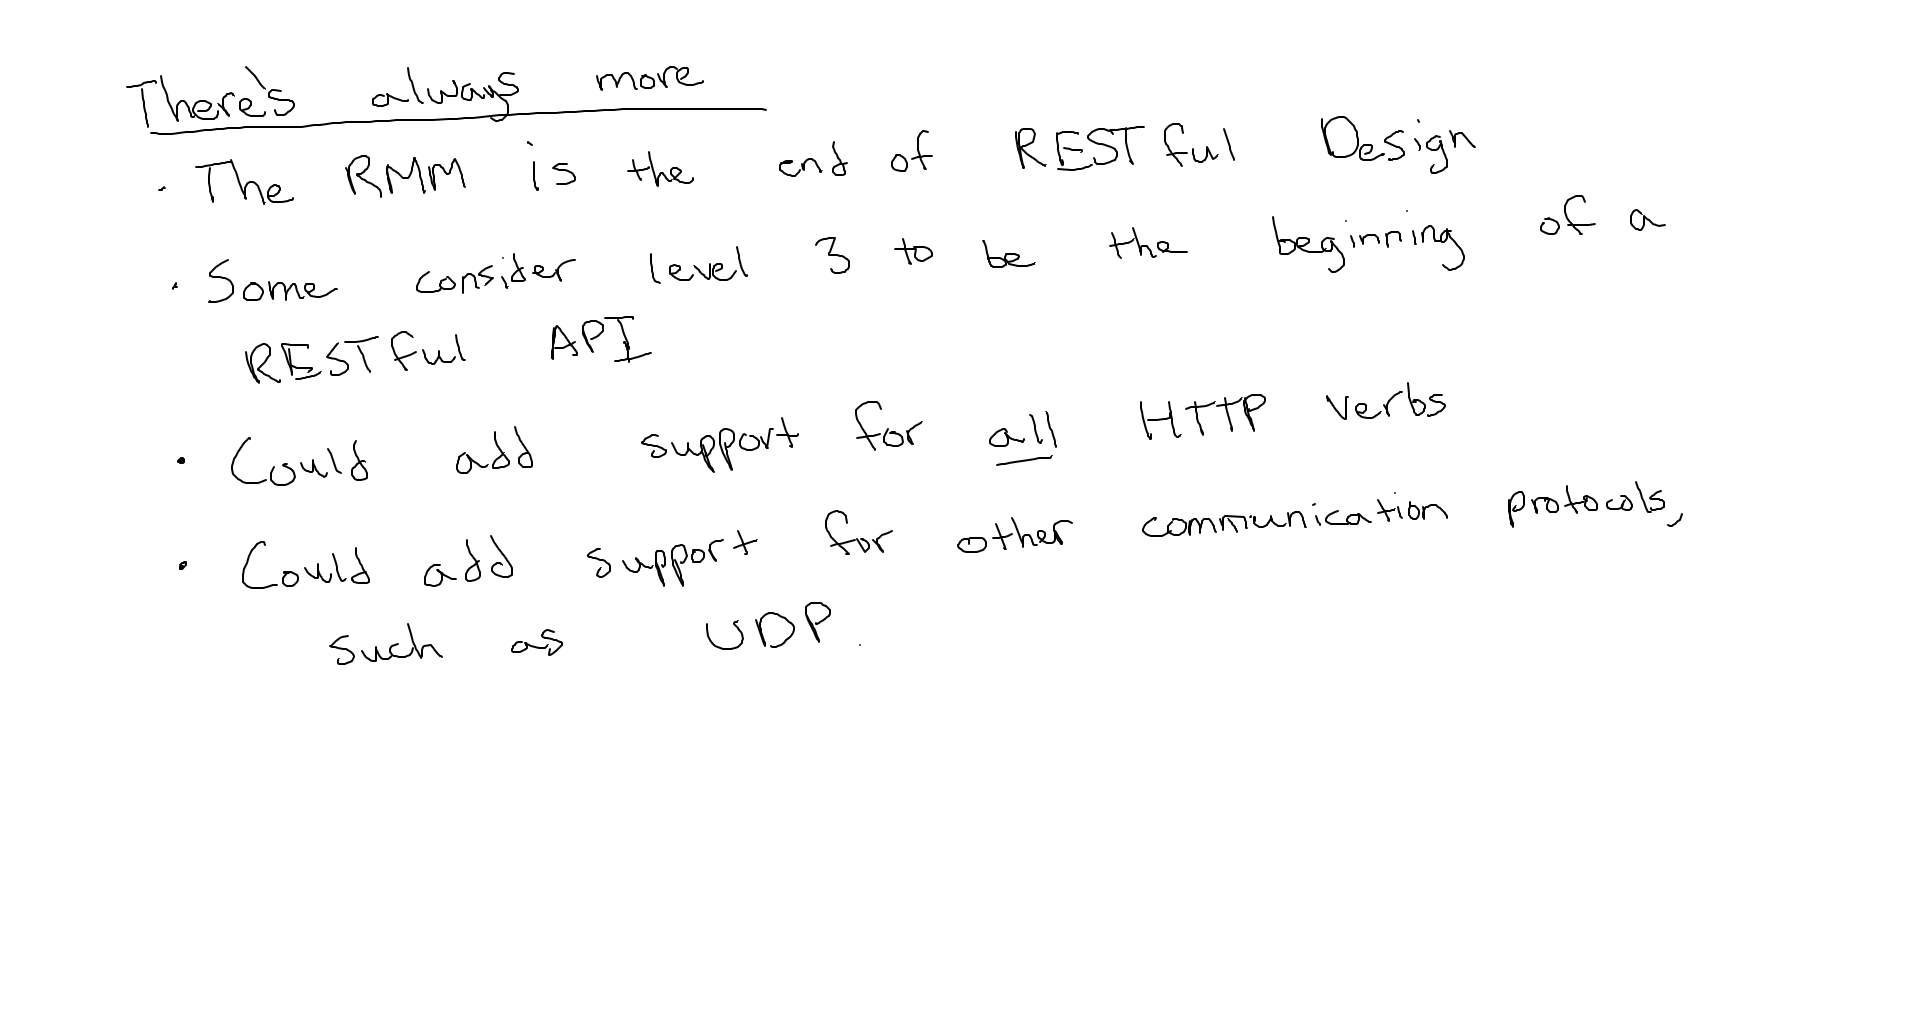 There's always more
· The RMM is the end of RESTful Design
· Some consider level 3 to be the beginning of a
RESTful API
· Could add support for all HTTP verbs
· Could add support for other communication protocols,
such as UDP.